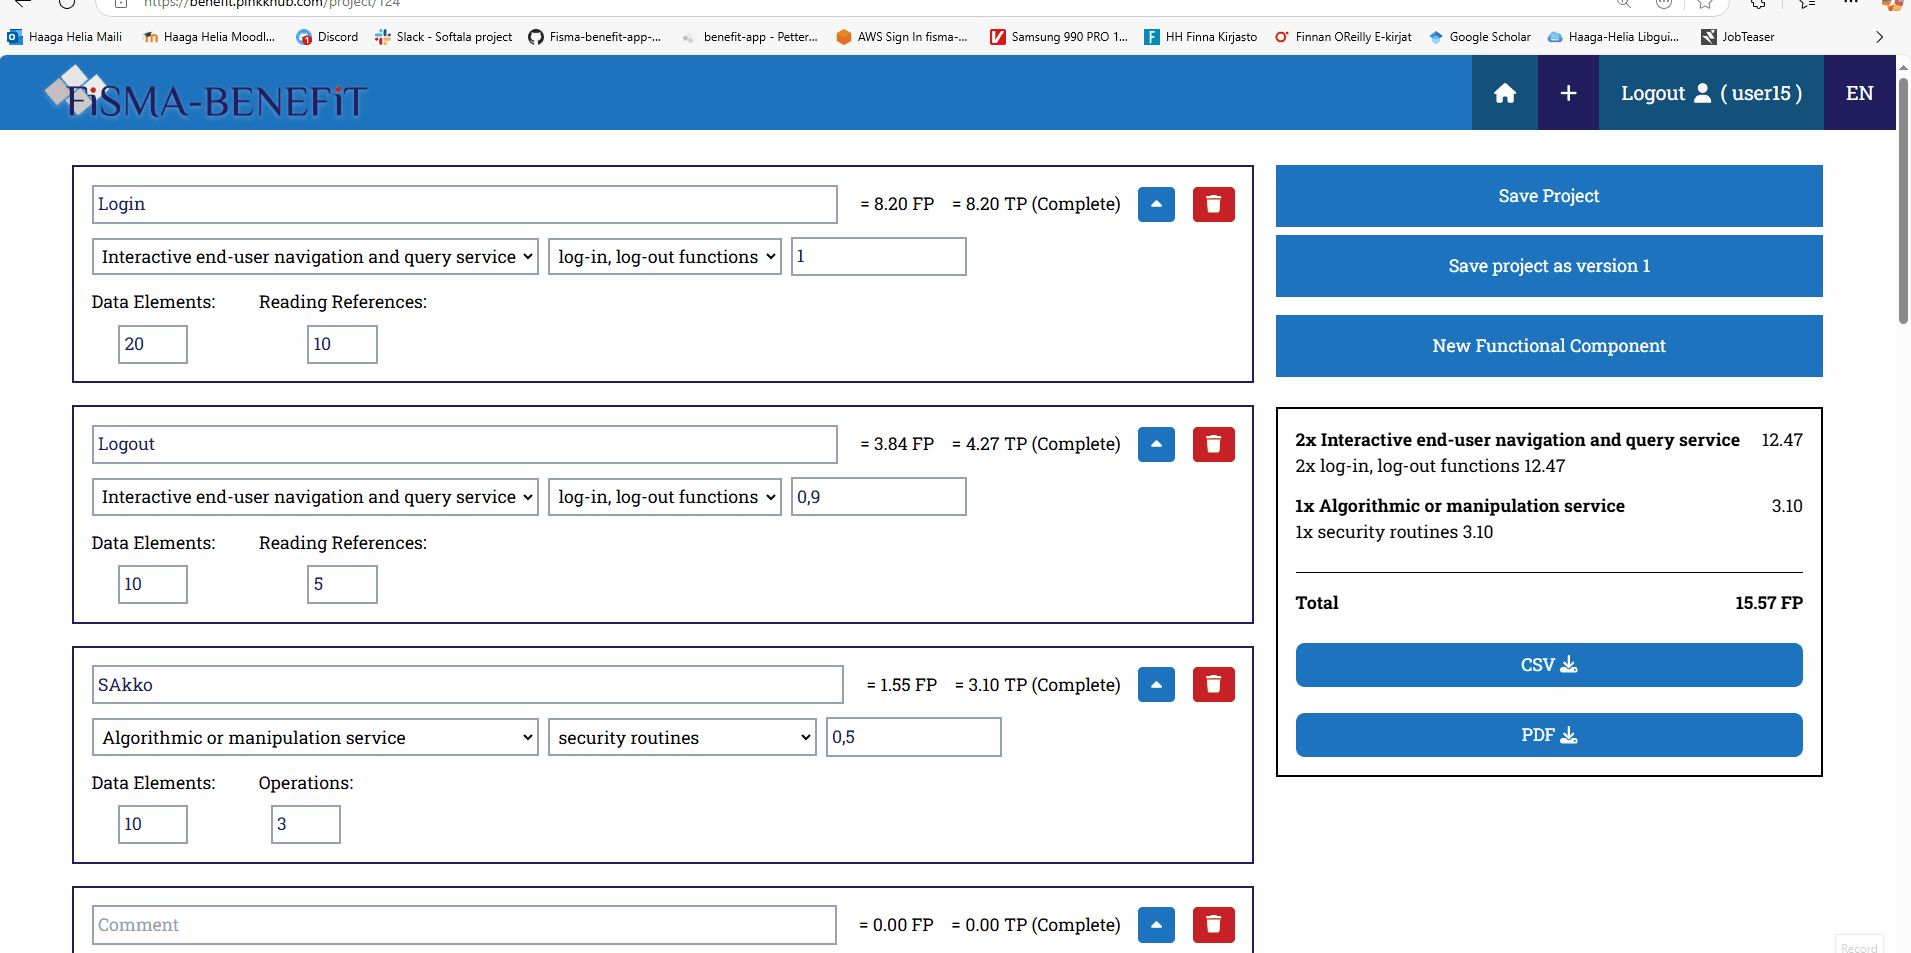 https://benefit.pinkkhub.com/project/124
Haaga Helia Maili
Haaga Helia Moodl...
Discord
Slack - Softala project
Fisma-benefit-app-...
benefit-app - Petter...
AWS Sign In fisma-...
Samsung 990 PRO 1...
HH Finna Kirjasto
Finnan OReilly E-kirjat
Google Scholar
Haaga-Helia Libgui...
JobTeaser
FiSMA-BENEFiT
+
Logout ( user15 )
EN
Login
= 8.20 FP = 8.20 TP (Complete)
Interactive end-user navigation and query service
log-in, log-out functions
1
Data Elements: Reading References:
20 10
Logout
= 3.84 FP = 4.27 TP (Complete)
Interactive end-user navigation and query service
log-in, log-out functions
0,9
Data Elements: Reading References:
10 5
SAkko
= 1.55 FP = 3.10 TP (Complete)
Algorithmic or manipulation service
security routines
0,5
Data Elements: Operations:
10 3
Comment
= 0.00 FP = 0.00 TP (Complete)
Save Project
Save project as version 1
New Functional Component
2x Interactive end-user navigation and query service 12.47
2x log-in, log-out functions 12.47
1x Algorithmic or manipulation service 3.10
1x security routines 3.10
Total 15.57 FP
CSV
PDF
Record